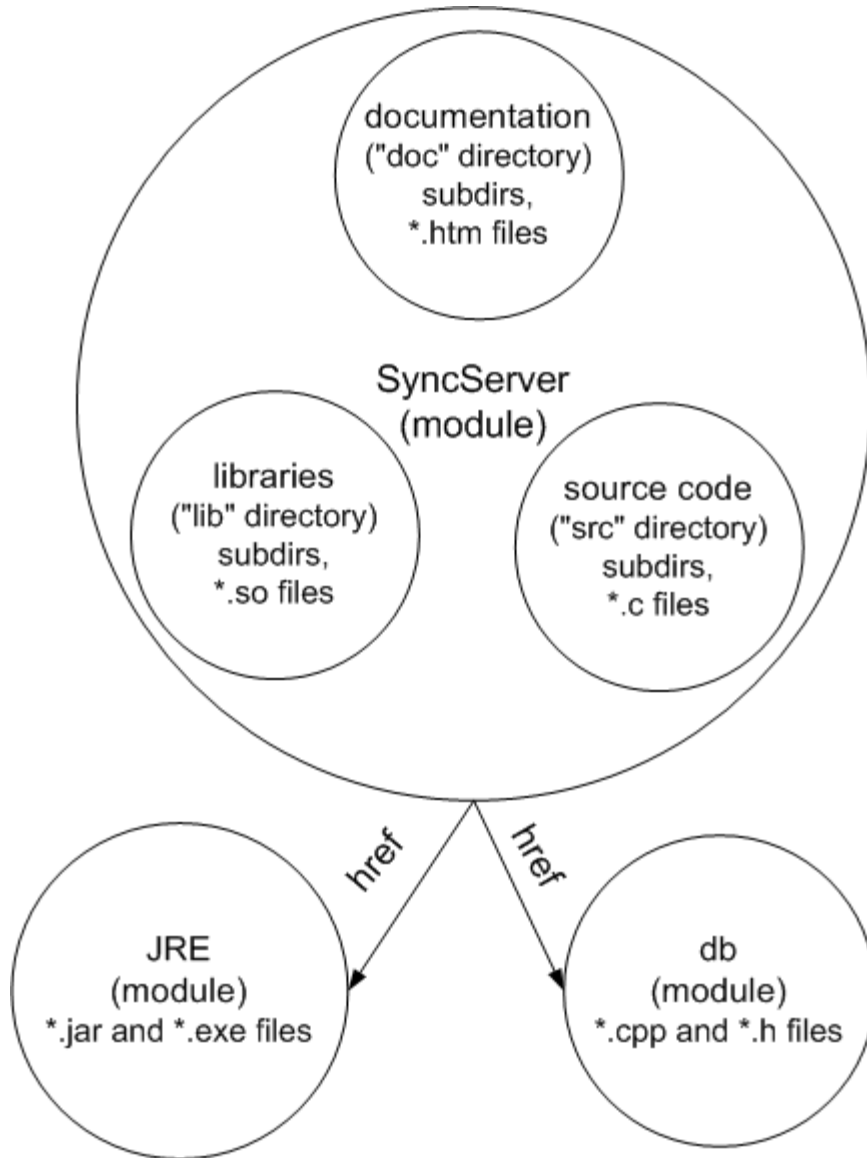 documentation
("doc" directory)
subdirs,
*.htm files
SyncServer
(module)
libraries
("lib" directory)
subdirs,
*.so files
source code
("src" directory)
subdirs,
*.c files
href
href
JRE
(module)
*.jar and *.exe files
db
(module)
*.cpp and *.h files